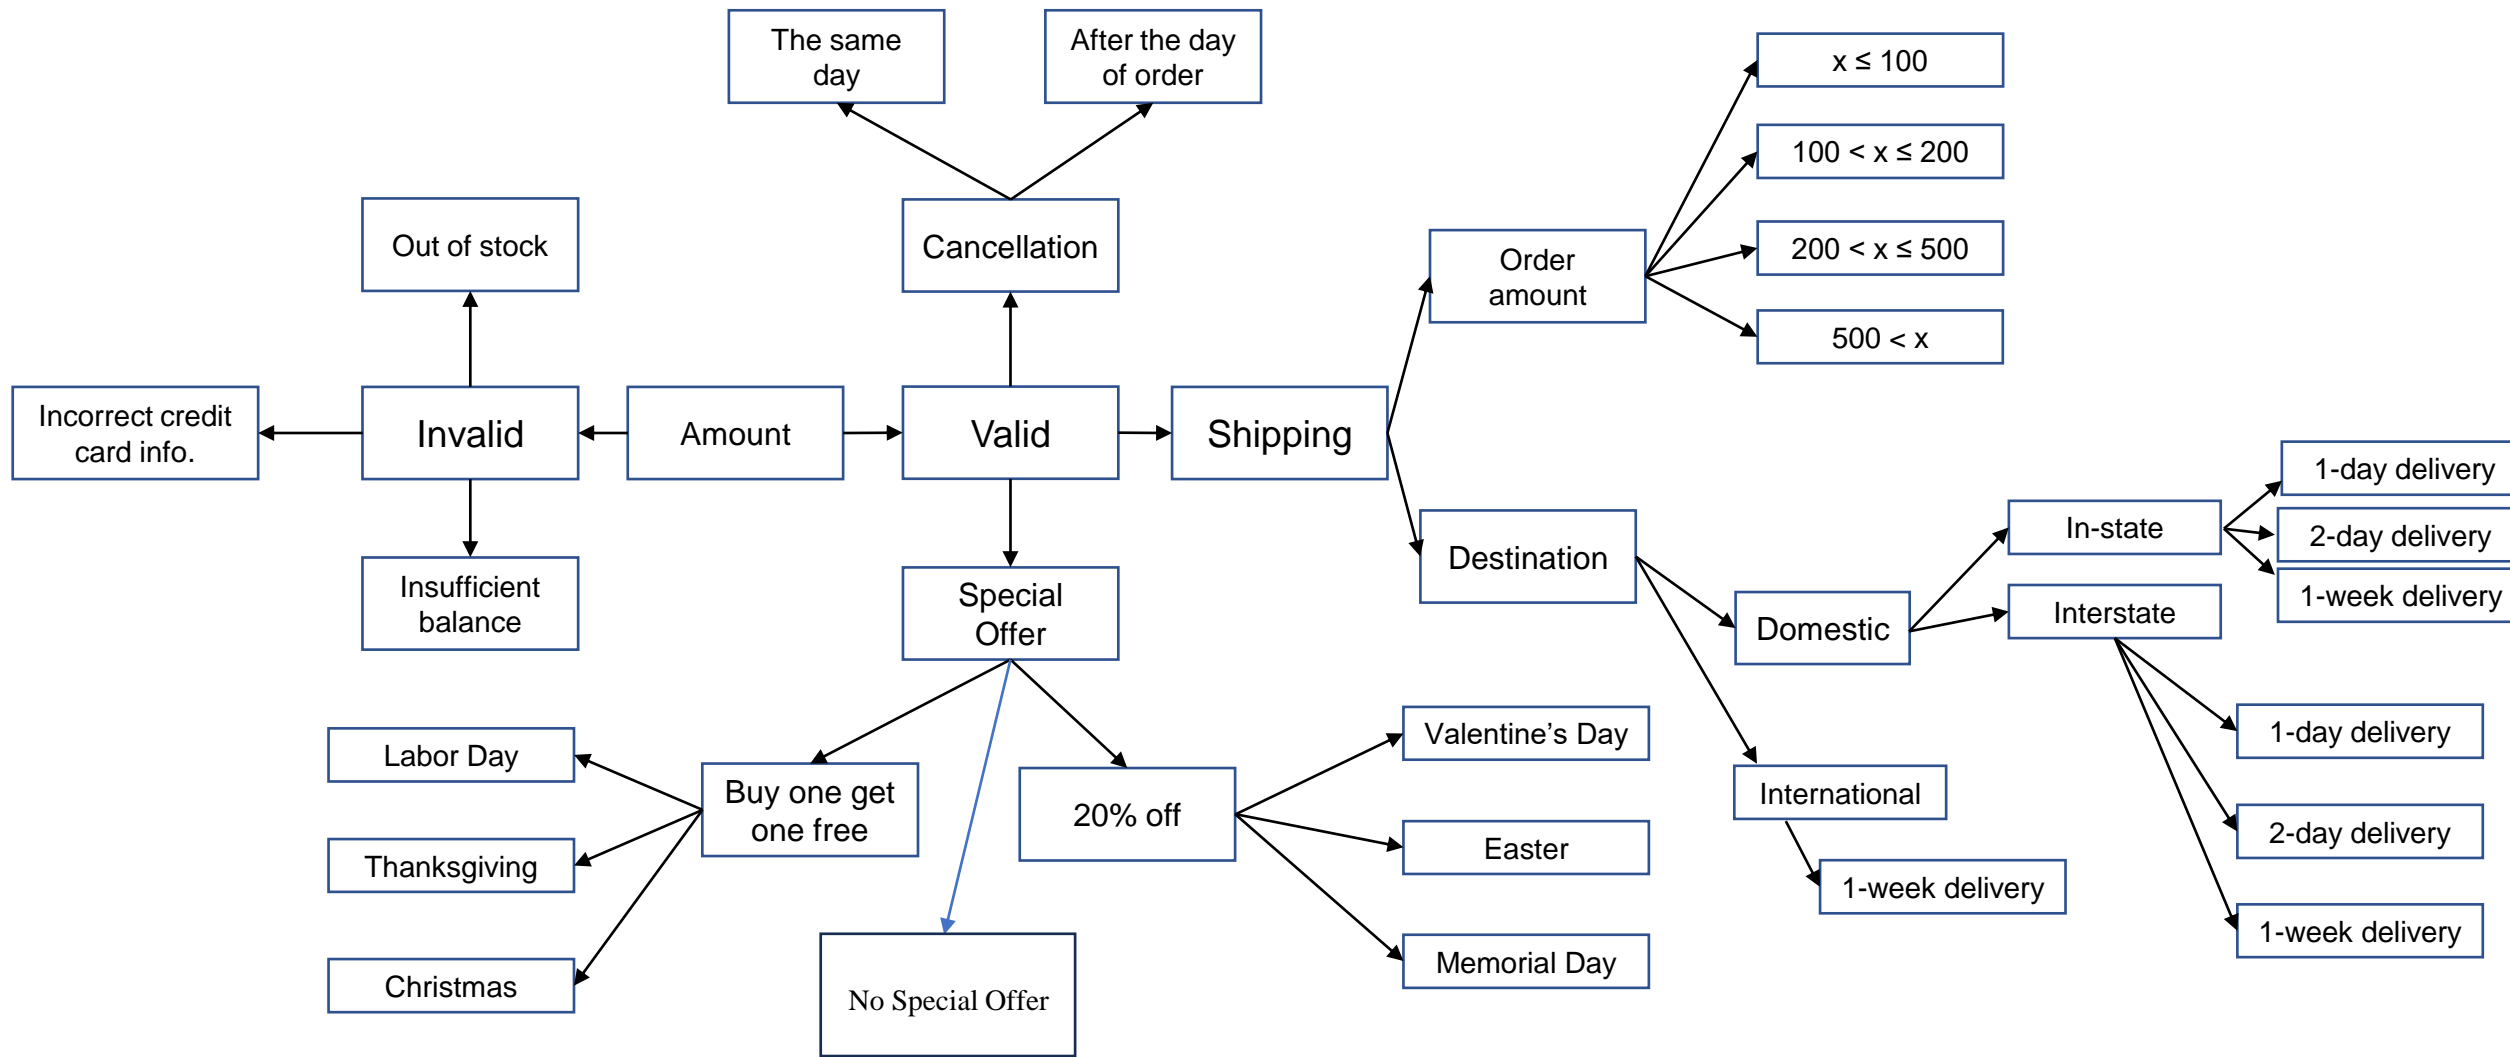 The same
day
After the day
of order
x ≤ 100
100 < x ≤ 200
200 < x ≤ 500
500 < x
Out of stock
Cancellation
Order
amount
Incorrect credit
card info.
Invalid
Amount
Valid
Shipping
Insufficient
balance
Special
Offer
Destination
Domestic
In-state
Interstate
1-day delivery
2-day delivery
1-week delivery
Labor Day
Thanksgiving
Christmas
Buy one get
one free
20% off
No Special Offer
Valentine’s Day
Easter
Memorial Day
International
1-week delivery
1-day delivery
2-day delivery
1-week delivery